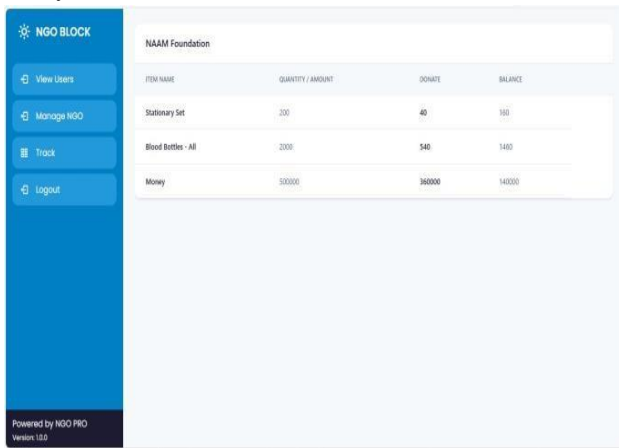 NGO BLOCK
View Users
Manage NGO
Track
Logout
Powered by NGO PRO
Version: 1.0.0
NAAM Foundation
ITEM NAME QUANTITY / AMOUNT DONATE BALANCE
Stationary Set 200 40 160
Blood Bottles - All 2000 540 1460
Money 500000 360000 140000